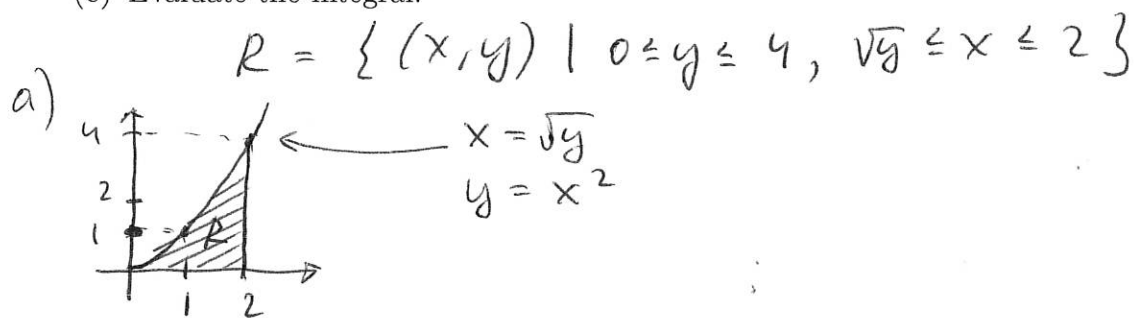 (c) Evaluate the integral.
R = { (x,y) | 0 ≤ y ≤ 4, √y ≤ x ≤ 2 }
a)
4
x = √y
2
y = x²
1
R
1 2